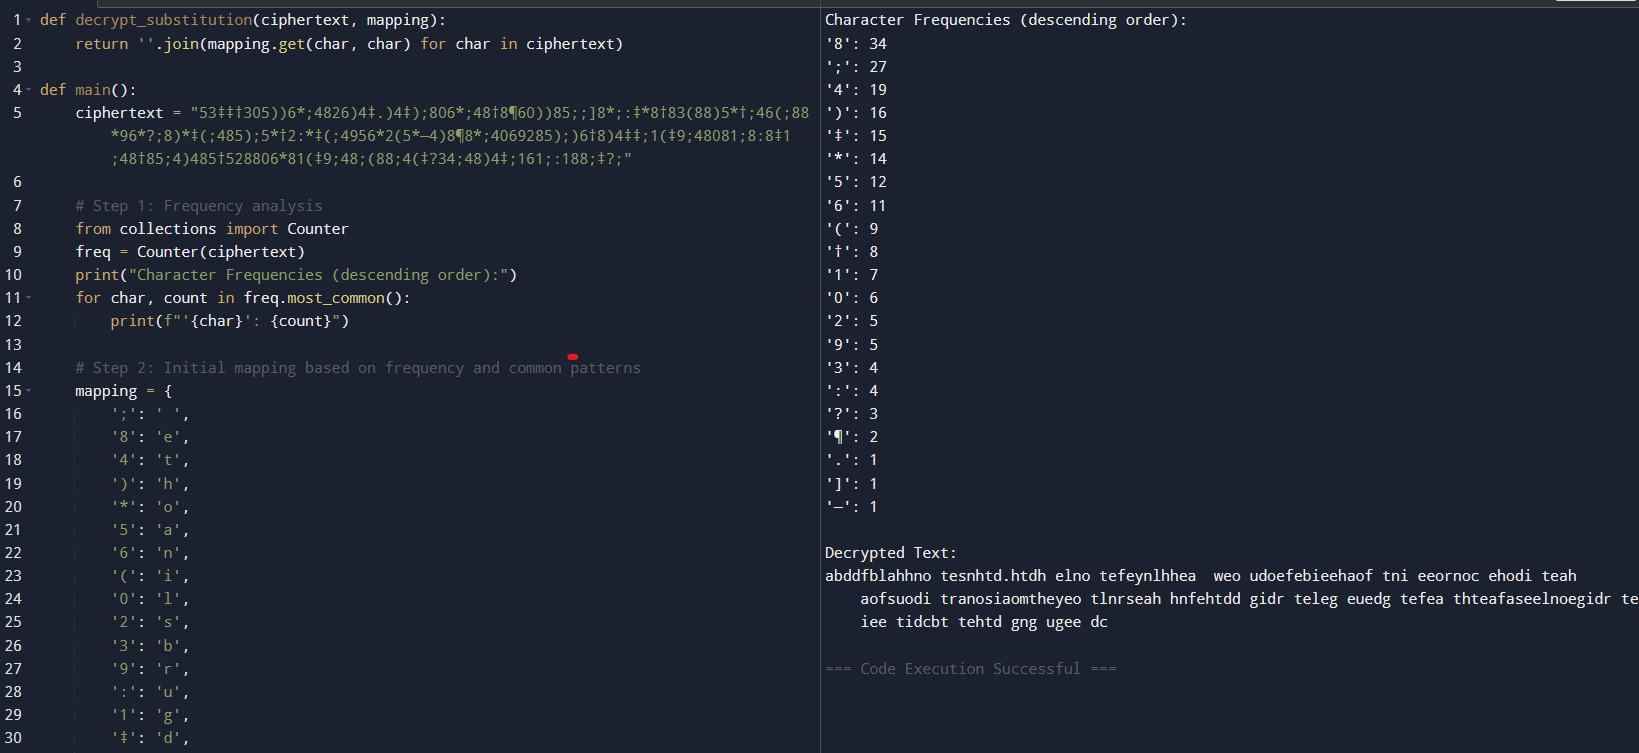 1 def decrypt_substitution(ciphertext, mapping):
2     return ''.join(mapping.get(char, char) for char in ciphertext)
3
4 def main():
5     ciphertext = "53‡‡†305))6*;4826)4‡.)4‡);806*;48†8¶60))85;;]8*;:‡*8†83(88)5*†;46(;88
        *96*?;8)*‡(;485);5*†2:*‡(;4956*2(5*—4)8¶8*;4069285);)6†8)4‡‡;1(‡9;48081;8:8‡1
        ;48†85;4)485†528806*81(‡9;48;(88;4(‡?34;48)4‡;161;:188;‡?;"
6
7     # Step 1: Frequency analysis
8     from collections import Counter
9     freq = Counter(ciphertext)
10     print("Character Frequencies (descending order):")
11     for char, count in freq.most_common():
12         print(f"'{char}': {count}")
13
14     # Step 2: Initial mapping based on frequency and common patterns
15     mapping = {
16         ';': ' ',
17         '8': 'e',
18         '4': 't',
19         ')': 'h',
20         '*': 'o',
21         '5': 'a',
22         '6': 'n',
23         '(': 'i',
24         '0': 'l',
25         '2': 's',
26         '3': 'b',
27         '9': 'r',
28         ':': 'u',
29         '1': 'g',
30         '‡': 'd',
Character Frequencies (descending order):
'8': 34
';': 27
'4': 19
')': 16
'‡': 15
'*': 14
'5': 12
'6': 11
'(': 9
'†': 8
'1': 7
'0': 6
'2': 5
'9': 5
'3': 4
':': 4
'?': 3
'¶': 2
'.': 1
']': 1
'—': 1
Decrypted Text:
abddfblahhno tesnhtd.htdh elno tefeynlhhea  weo udoefebieehaof tni eeornoc ehodi teah
aofsuodi tranosiaomtheyeo tlnrseah hnfehtdd gidr teleg euedg tefea thteafaseelnoegidr te
iee tidcbt tehtd gng ugee dc
=== Code Execution Successful ===